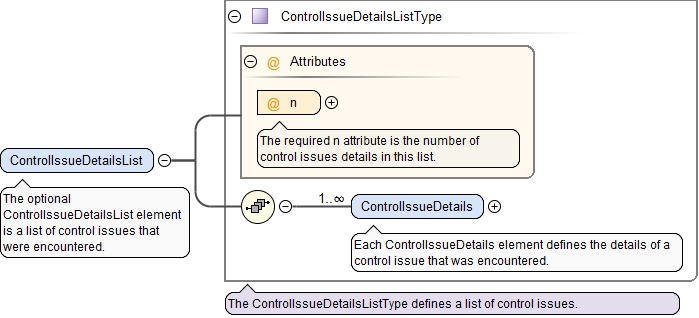 ControlIssueDetailsListType
@ Attributes
@ n
The required n attribute is the number of
control issues details in this list.
ControlIssueDetailsList
The optional
ControlIssueDetailsList element
is a list of control issues that
were encountered.
1..∞
ControlIssueDetails
Each ControlIssueDetails element defines the details of a
control issue that was encountered.
The ControlIssueDetailsListType defines a list of control issues.